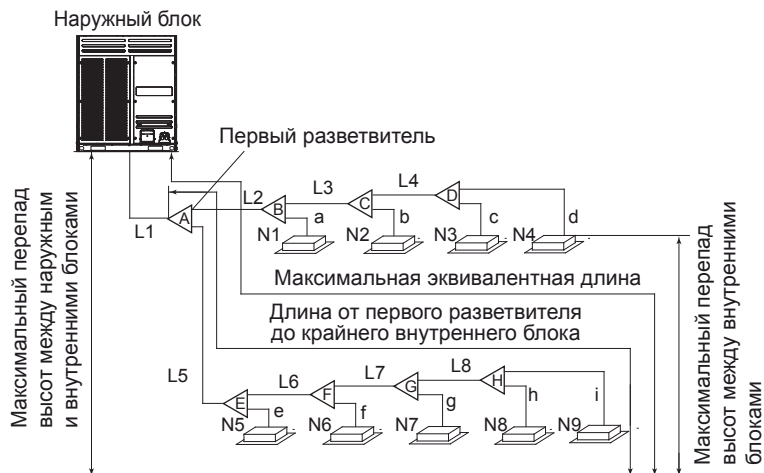 Наружный блок
Первый разветвитель
Максимальный перепад
высот между наружным
и внутренними блоками
L1
A
L2
B
L3
C
L4
D
a
b
c
d
N1
N2
N3
N4
Максимальная эквивалентная длина
Длина от первого разветвителя
до крайнего внутреннего блока
L5
E
L6
F
L7
G
L8
H
e
f
g
h
i
N5
N6
N7
N8
N9
Максимальный перепад
высот между внутренними
блоками